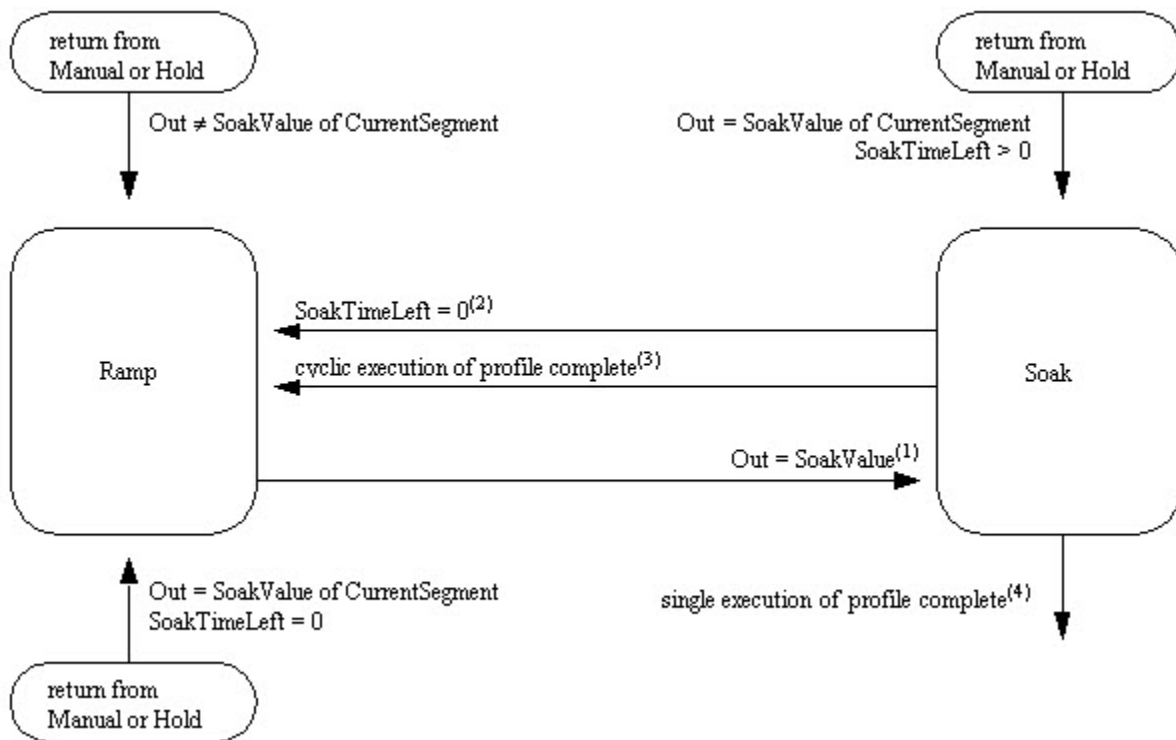 return from
Manual or Hold
return from
Manual or Hold
Out ≠ SoakValue of CurrentSegment
Out = SoakValue of CurrentSegment
SoakTimeLeft > 0
SoakTimeLeft = 0(2)
cyclic execution of profile complete(3)
Ramp
Soak
Out = SoakValue(1)
Out = SoakValue of CurrentSegment
SoakTimeLeft = 0
single execution of profile complete(4)
return from
Manual or Hold